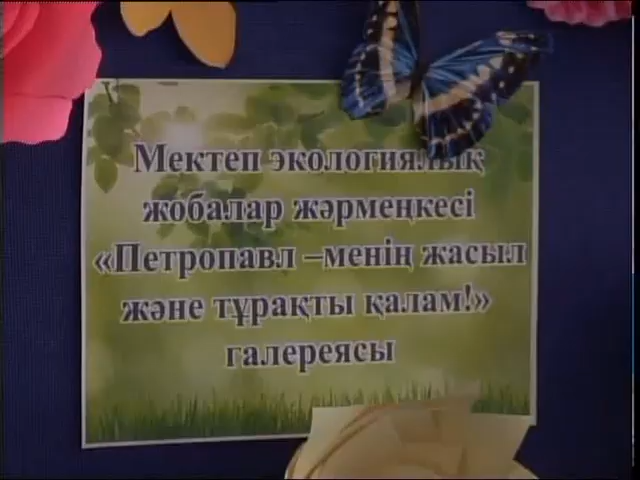 Мектеп экологиялық
жобалар жәрмеңкесі
«Петропавл –менің жасыл
және тұрақты қалам!»
галереясы